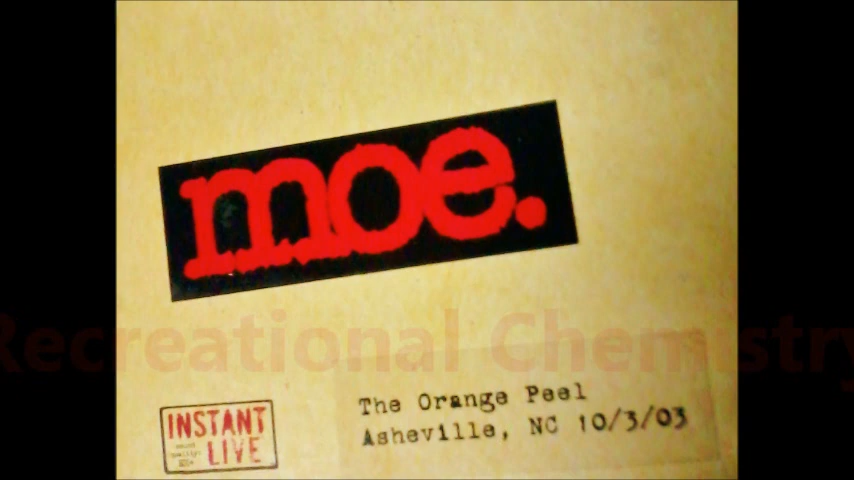 moe.
Recreational Chemistry
The Orange Peel
Asheville, NC 10/3/03
INSTANT
LIVE